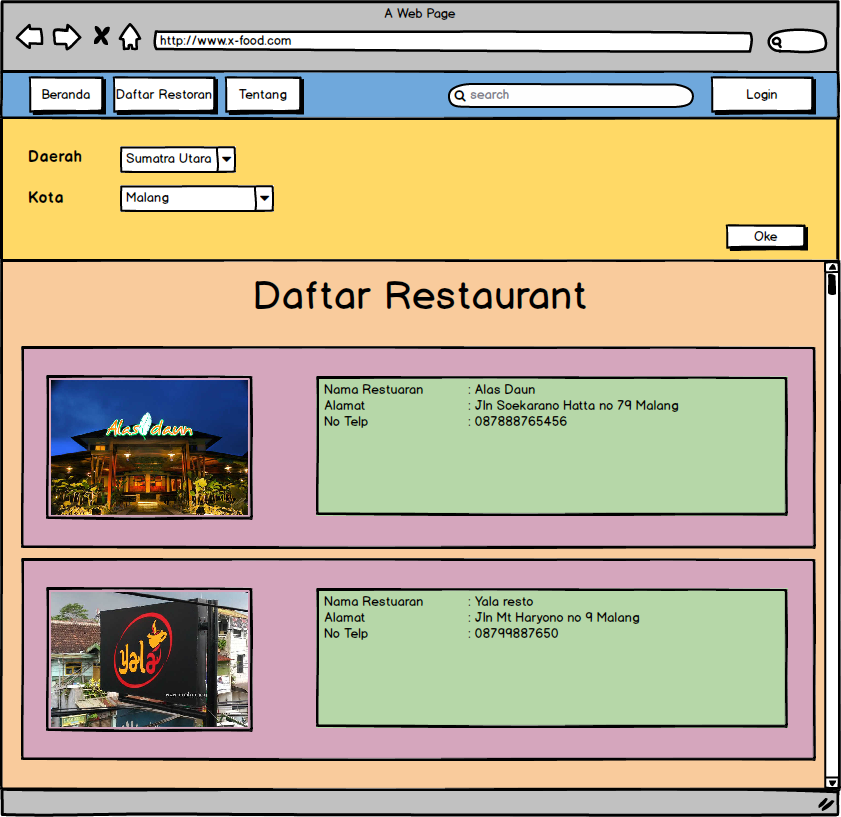 A Web Page
http://www.x-food.com
Beranda
Daftar Restoran
Tentang
search
Login
Daerah
Sumatra Utara
Kota
Malang
Oke
Daftar Restaurant
Alas daun
Nama Restuaran : Alas Daun
Alamat : Jln Soekarano Hatta no 79 Malang
No Telp : 087888765456
yala
Nama Restuaran : Yala resto
Alamat : Jln Mt Haryono no 9 Malang
No Telp : 08799887650